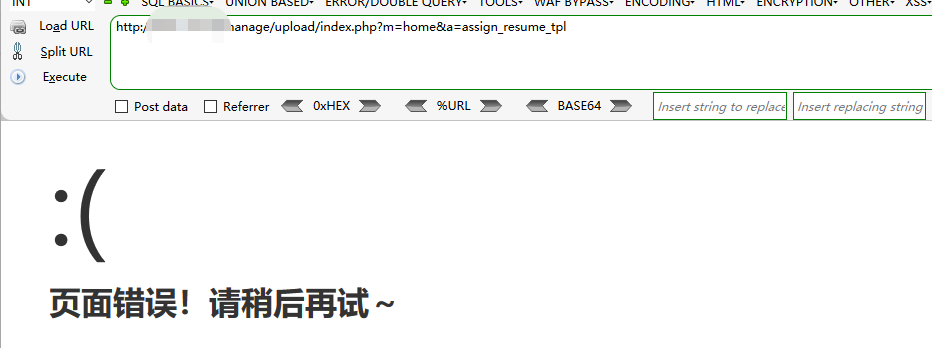 INT SQL BASICS UNION BASED ERROR/DOUBLE QUERY TOOLS WAF BYPASS ENCODING HTML ENCRYPTION OTHER XSS
Load URL http: manage/upload/index.php?m=home&a=assign_resume_tpl
Split URL
Execute
Post data Referrer 0xHEX %URL BASE64 Insert string to replace Insert replacing string
:(
页面错误！请稍后再试～